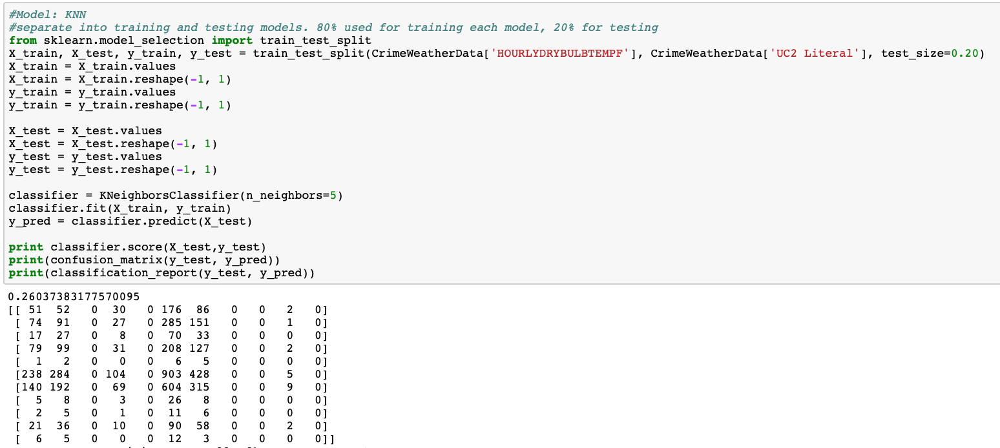 #Model: KNN
#separate into training and testing models. 80% used for training each model, 20% for testing
from sklearn.model_selection import train_test_split
X_train, X_test, y_train, y_test = train_test_split(CrimeWeatherData['HOURLYDRYBULBTEMPF'], CrimeWeatherData['UC2 Literal'], test_size=0.20)
X_train = X_train.values
X_train = X_train.reshape(-1, 1)
y_train = y_train.values
y_train = y_train.reshape(-1, 1)

X_test = X_test.values
X_test = X_test.reshape(-1, 1)
y_test = y_test.values
y_test = y_test.reshape(-1, 1)

classifier = KNeighborsClassifier(n_neighbors=5)
classifier.fit(X_train, y_train)
y_pred = classifier.predict(X_test)

print classifier.score(X_test,y_test)
print(confusion_matrix(y_test, y_pred))
print(classification_report(y_test, y_pred))
0.26037383177570095
[[ 51  52   0  30   0 176  86   0   0   2   0]
 [ 74  91   0  27   0 285 151   0   0   1   0]
 [ 17  27   0   8   0  70  33   0   0   0   0]
 [ 79  99   0  31   0 208 127   0   0   2   0]
 [  1   2   0   0   0   6   5   0   0   0   0]
 [238 284   0 104   0 903 428   0   0   5   0]
 [140 192   0  69   0 604 315   0   0   9   0]
 [  5   8   0   3   0  26   8   0   0   0   0]
 [  2   5   0   1   0  11   6   0   0   0   0]
 [ 21  36   0  10   0  90  58   0   0   2   0]
 [  6   5   0   0   0  12   3   0   0   0   0]]